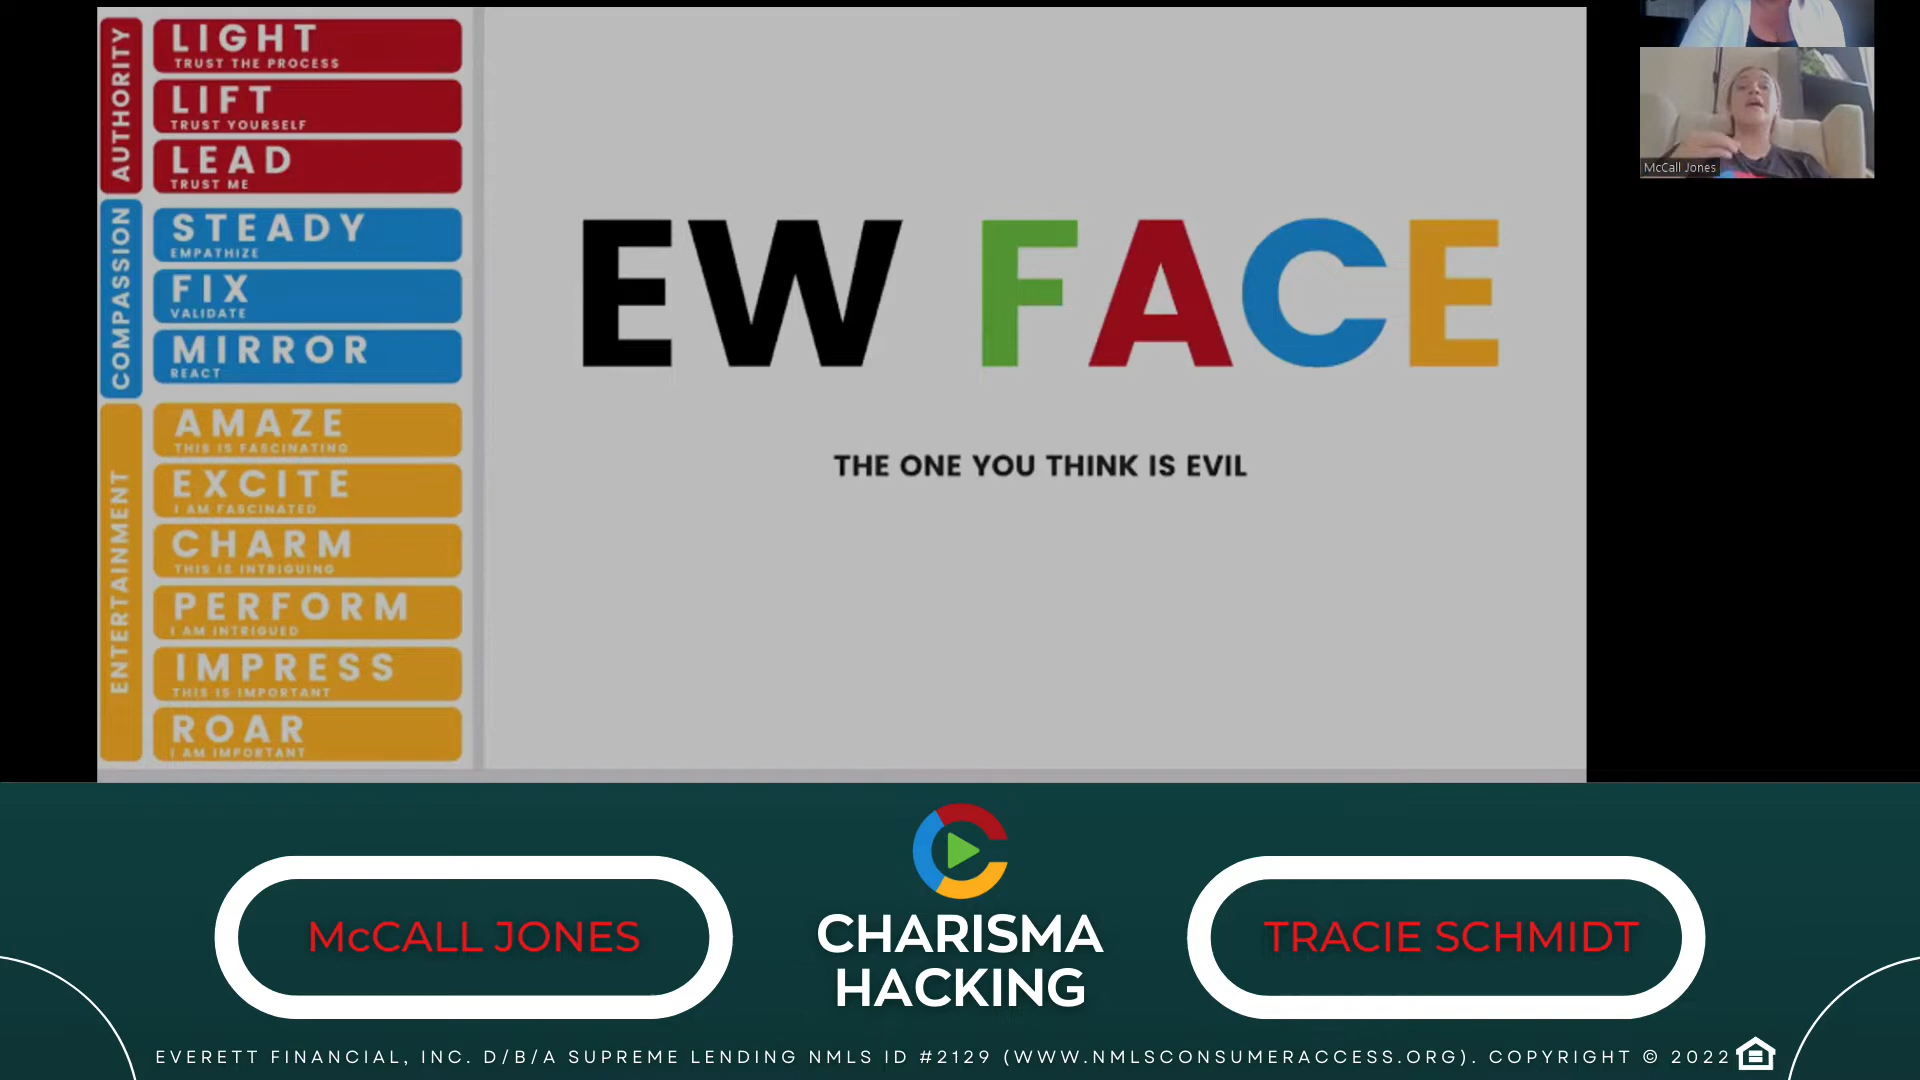 AUTHORITY
LIGHT
TRUST THE PROCESS
LIFT
TRUST YOURSELF
LEAD
TRUST ME
COMPASSION
STEADY
EMPATHIZE
FIX
VALIDATE
MIRROR
REACT
ENTERTAINMENT
AMAZE
THIS IS FASCINATING
EXCITE
I AM FASCINATED
CHARM
THIS IS INTRIGUING
PERFORM
I AM INTRIGUED
IMPRESS
THIS IS IMPORTANT
ROAR
I AM IMPORTANT
EW FACE
THE ONE YOU THINK IS EVIL
McCall Jones
McCALL JONES
CHARISMA
HACKING
TRACIE SCHMIDT
EVERETT FINANCIAL, INC. D/B/A SUPREME LENDING NMLS ID #2129 (WWW.NMLSCONSUMERACCESS.ORG). COPYRIGHT © 2022